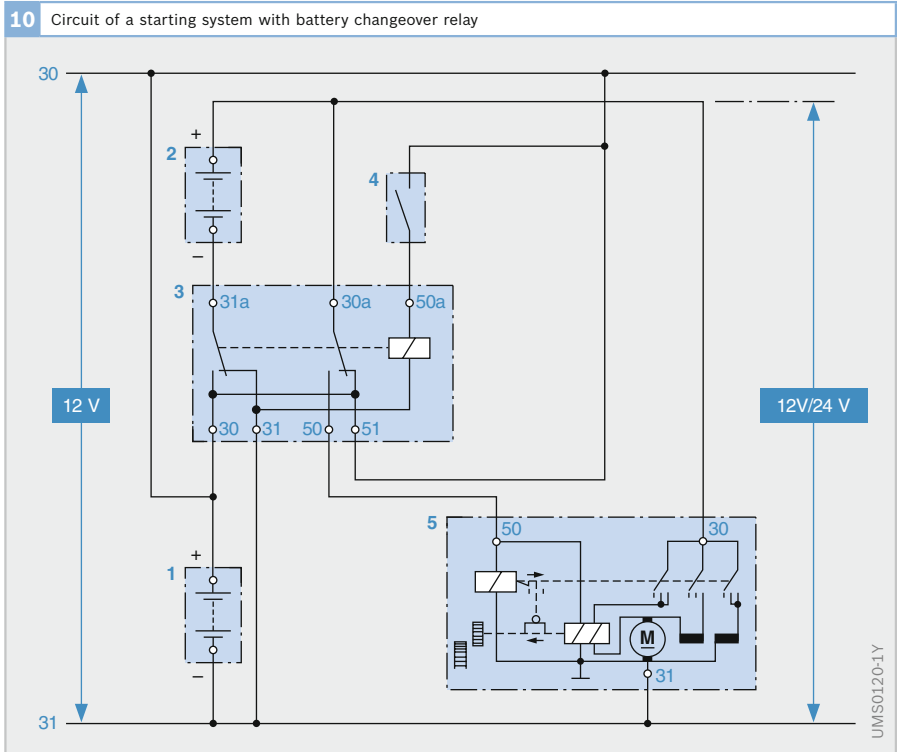 10 Circuit of a starting system with battery changeover relay
30
+
2
4
−
3
31a
30a
50a
12 V
12V/24 V
30
31
50
51
5
50
30
+
1
M
−
31
31
UMS0120-1Y